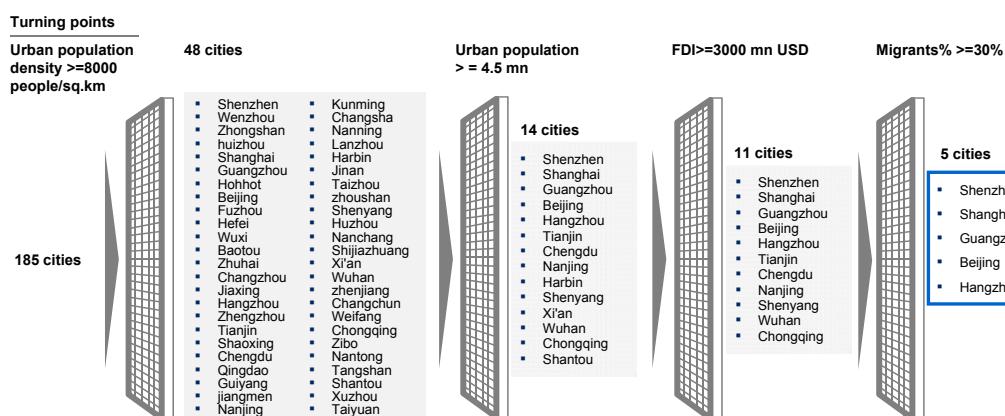 Turning points
Urban population
density >=8000
people/sq.km
185 cities
48 cities
Shenzhen
Wenzhou
Zhongshan
huizhou
Shanghai
Guangzhou
Hohhot
Beijing
Fuzhou
Hefei
Wuxi
Baotou
Zhuhai
Changzhou
Jiaxing
Hangzhou
Zhengzhou
Tianjin
Shaoxing
Chengdu
Qingdao
Guiyang
jiangmen
Nanjing
Kunming
Changsha
Nanning
Lanzhou
Harbin
Jinan
Taizhou
zhoushan
Shenyang
Huzhou
Nanchang
Shijiazhuang
Xi'an
Wuhan
zhenjiang
Changchun
Weifang
Chongqing
Zibo
Nantong
Tangshan
Shantou
Xuzhou
Taiyuan
Urban population
> = 4.5 mn
14 cities
Shenzhen
Shanghai
Guangzhou
Beijing
Hangzhou
Tianjin
Chengdu
Nanjing
Harbin
Shenyang
Xi'an
Wuhan
Chongqing
Shantou
FDI>=3000 mn USD
11 cities
Shenzhen
Shanghai
Guangzhou
Beijing
Hangzhou
Tianjin
Chengdu
Nanjing
Shenyang
Wuhan
Chongqing
Migrants% >=30%
5 cities
Shenzh
Shangh
Guangz
Beijing
Hangzh